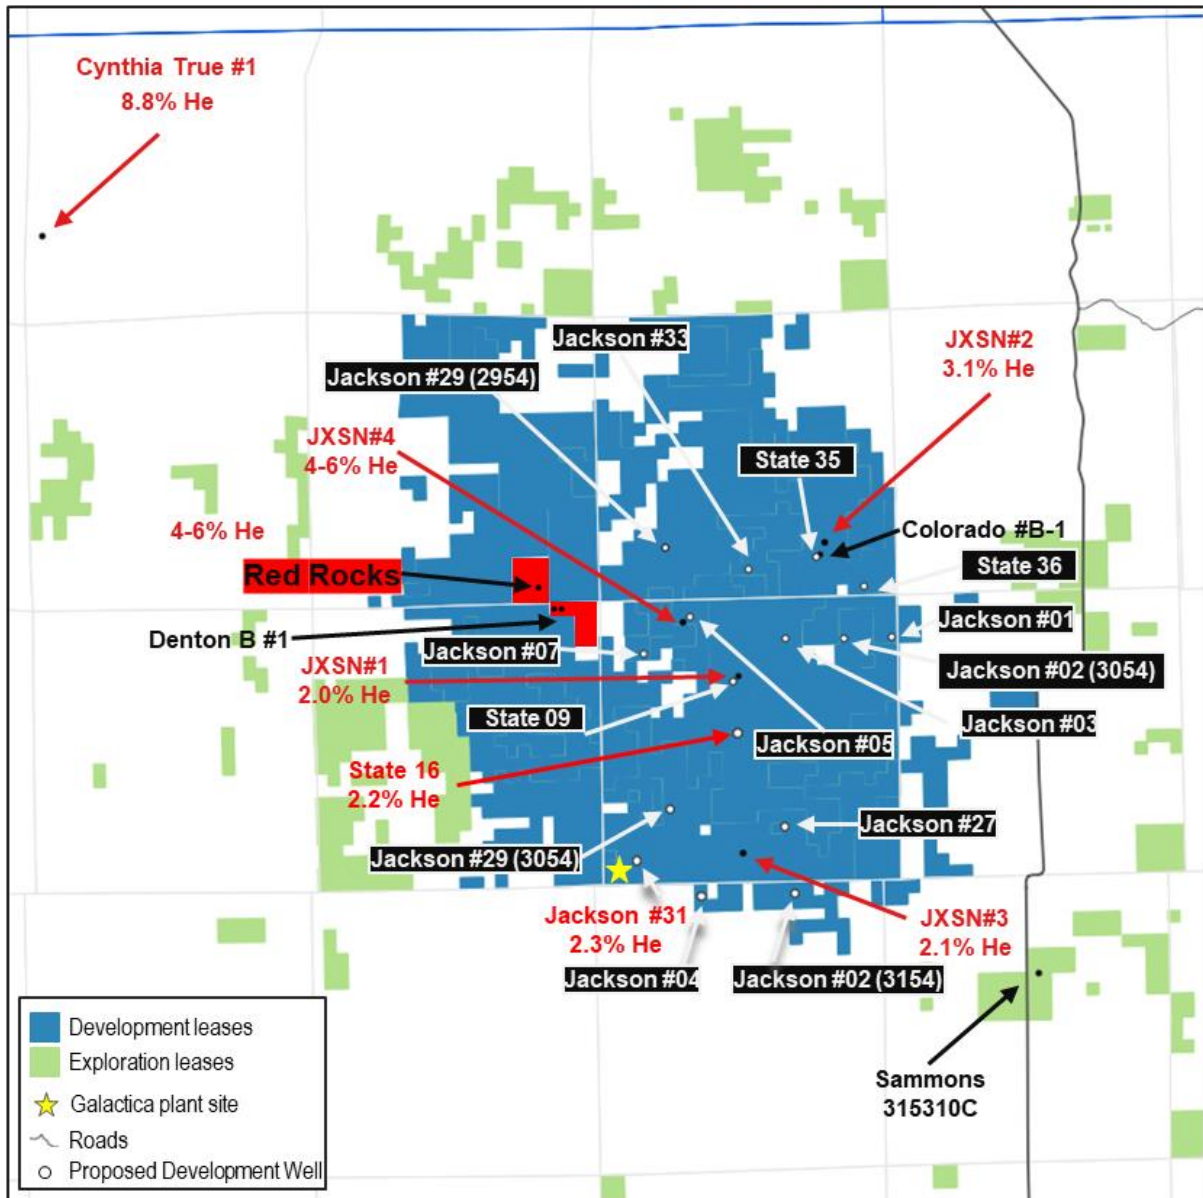 Cynthia True #1
8.8% He
Jackson #33
JXSN#2
3.1% He
Jackson #29 (2954)
JXSN#4
4-6% He
State 35
4-6% He
Colorado #B-1
Red Rocks
State 36
Denton B #1
Jackson #01
Jackson #07
JXSN#1
2.0% He
Jackson #02 (3054)
State 09
Jackson #03
Jackson #05
State 16
2.2% He
Jackson #27
Jackson #29 (3054)
Jackson #31
2.3% He
JXSN#3
2.1% He
Jackson #04
Jackson #02 (3154)
Sammons
315310C
Development leases
Exploration leases
Galactica plant site
Roads
Proposed Development Well